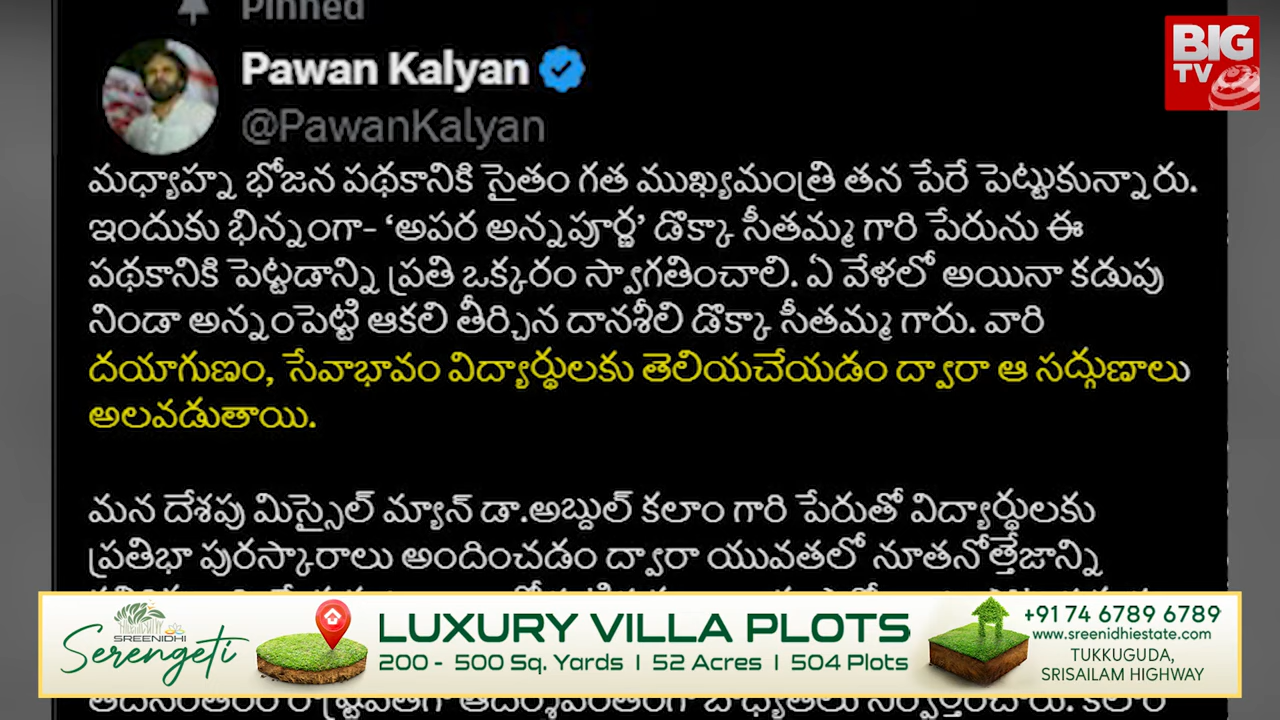 Pinned
Pawan Kalyan
@PawanKalyan
BIG
TV
మధ్యాహ్న భోజన పథకానికి సైతం గత ముఖ్యమంత్రి తన పేరే పెట్టుకున్నారు.
ఇందుకు భిన్నంగా- ‘అపర అన్నపూర్ణ’ డొక్కా సీతమ్మ గారి పేరును ఈ
పథకానికి పెట్టడాన్ని ప్రతి ఒక్కరం స్వాగతించాలి. ఏ వేళలో అయినా కడుపు
నిండా అన్నంపెట్టి ఆకలి తీర్చిన దానశీలి డొక్కా సీతమ్మ గారు. వారి
దయాగుణం, సేవాభావం విద్యార్థులకు తెలియచేయడం ద్వారా ఆ సద్గుణాలు
అలవడుతాయి.
మన దేశపు మిస్సైల్ మ్యాన్ డా.అబ్దుల్ కలాం గారి పేరుతో విద్యార్థులకు
ప్రతిభా పురస్కారాలు అందించడం ద్వారా యువతలో నూతనోత్తేజాన్ని
SREENIDHI
Serengeti
LUXURY VILLA PLOTS
200 - 500 Sq. Yards | 52 Acres | 504 Plots
+91 74 6789 6789
www.sreenidhiestate.com
TUKKUGUDA,
SRISAILAM HIGHWAY